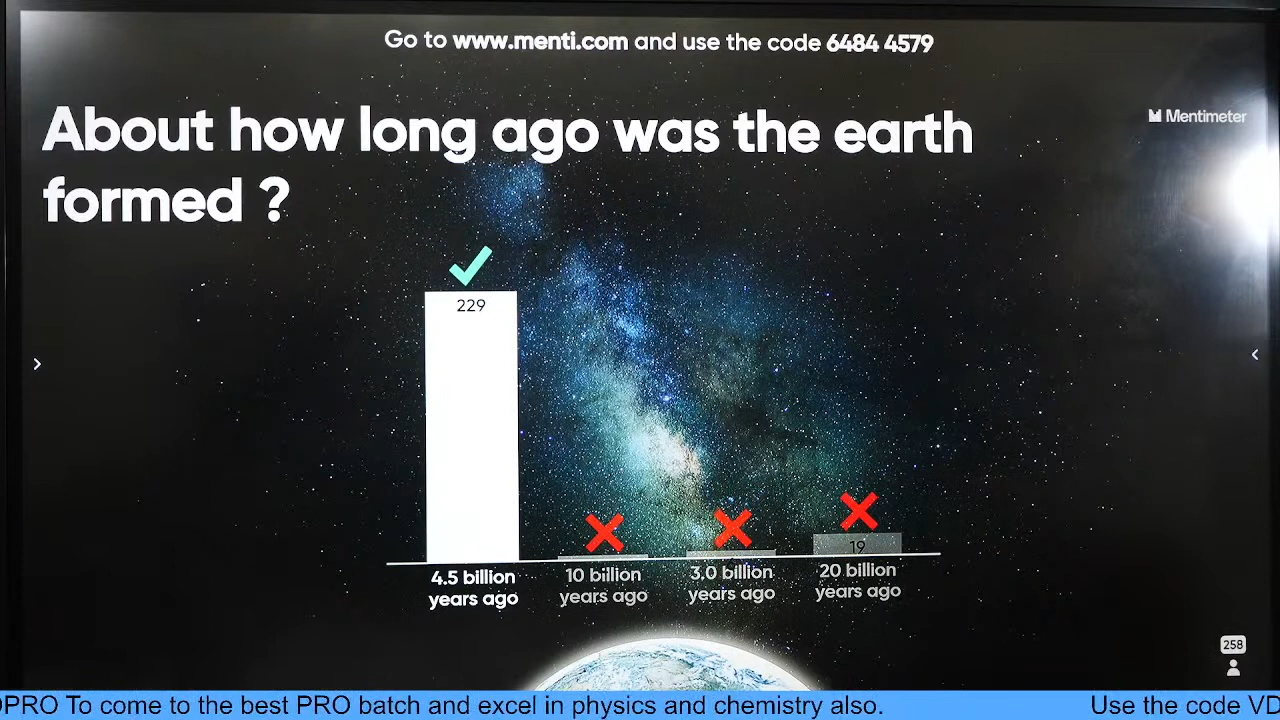 Go to www.menti.com and use the code 6484 4579
Mentimeter
About how long ago was the earth
formed ?
229
19
4.5 billion
years ago
10 billion
years ago
3.0 billion
years ago
20 billion
years ago
258
PRO To come to the best PRO batch and excel in physics and chemistry also. Use the code VD